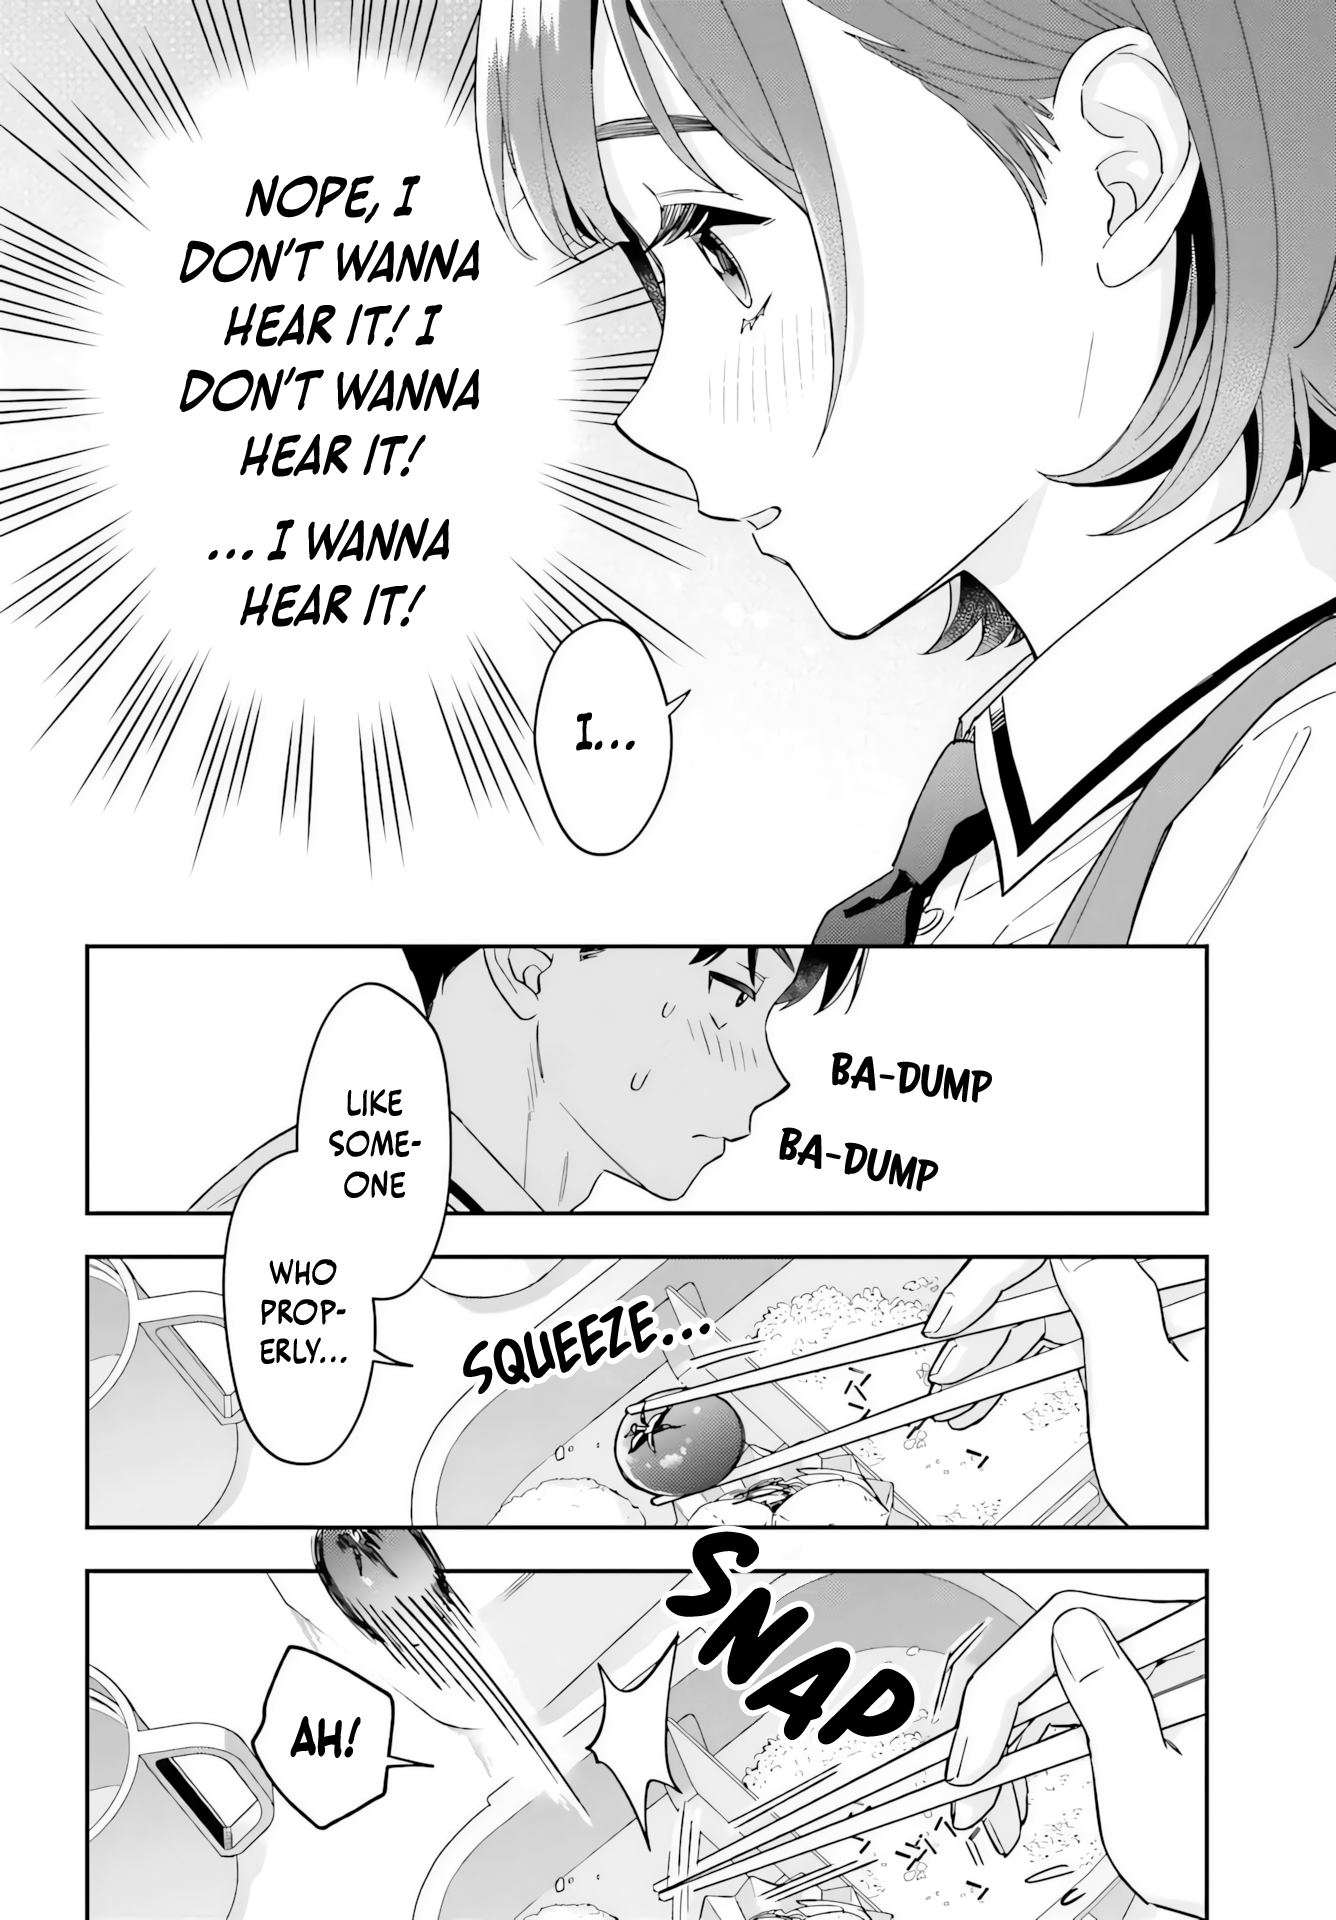 NOPE, I
DON'T WANNA
HEAR IT! I
DON'T WANNA
HEAR IT!
...I WANNA
HEAR IT!
I...
BA-DUMP
BA-DUMP
LIKE
SOME-
ONE
WHO
PROP-
ERLY...
SQUEEZE...
SNAP
AH!